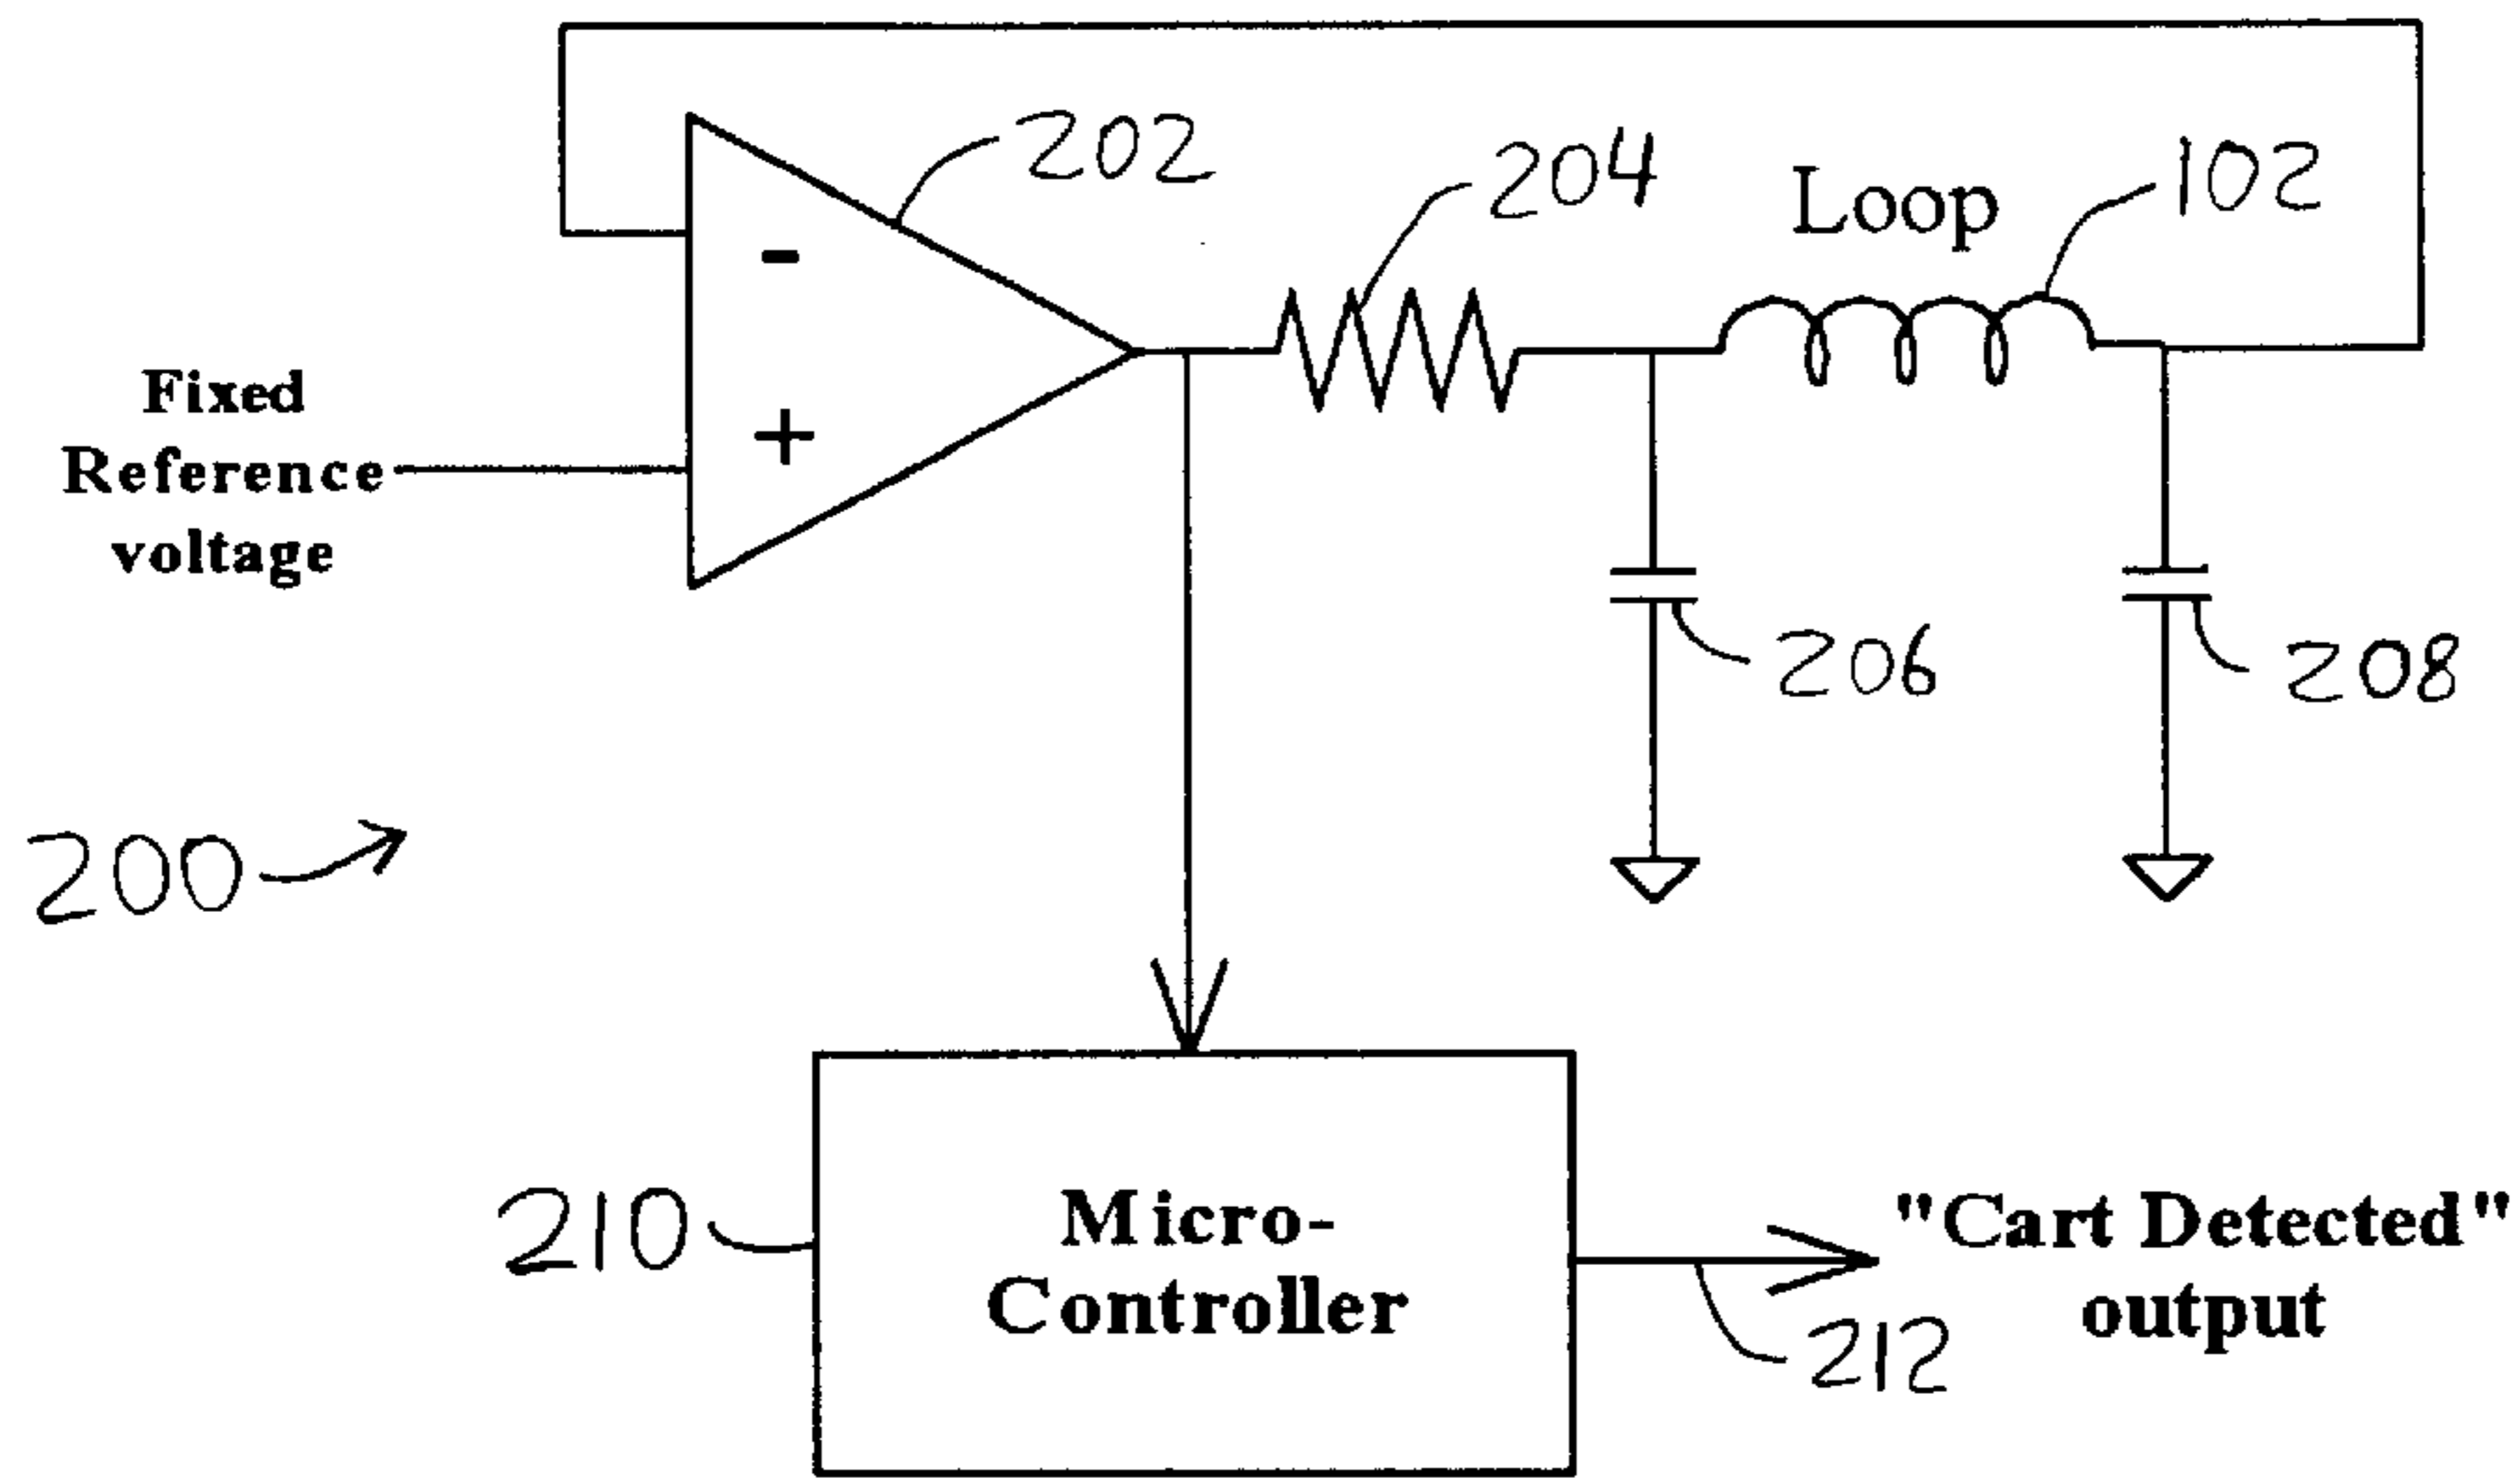 202
204
Loop
102
-
+
Fixed
Reference
voltage
206
208
200
210
Micro-
Controller
"Cart Detected"
output
212